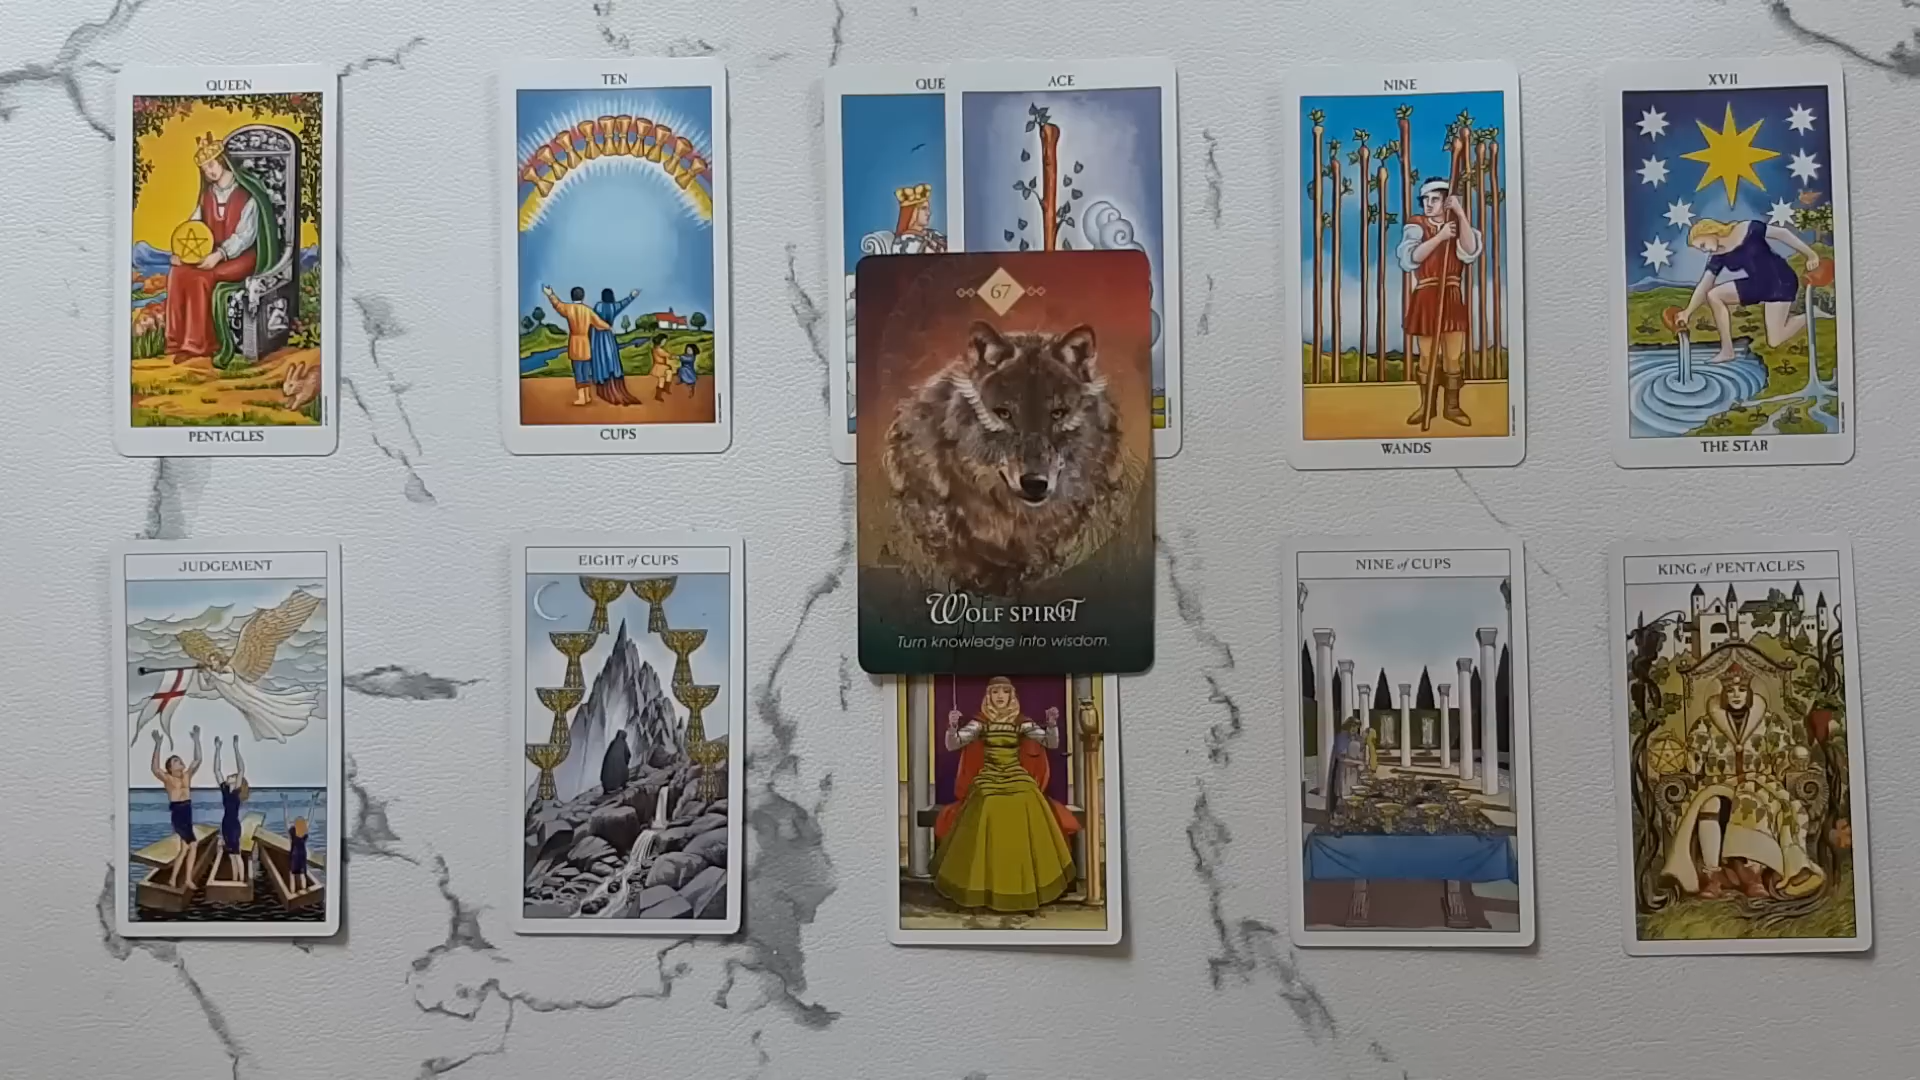 QUEEN
PENTACLES
TEN
CUPS
QUE
ACE
NINE
WANDS
XVII
THE STAR
67
WOLF SPIRIT
Turn knowledge into wisdom.
JUDGEMENT
EIGHT of CUPS
NINE of CUPS
KING of PENTACLES